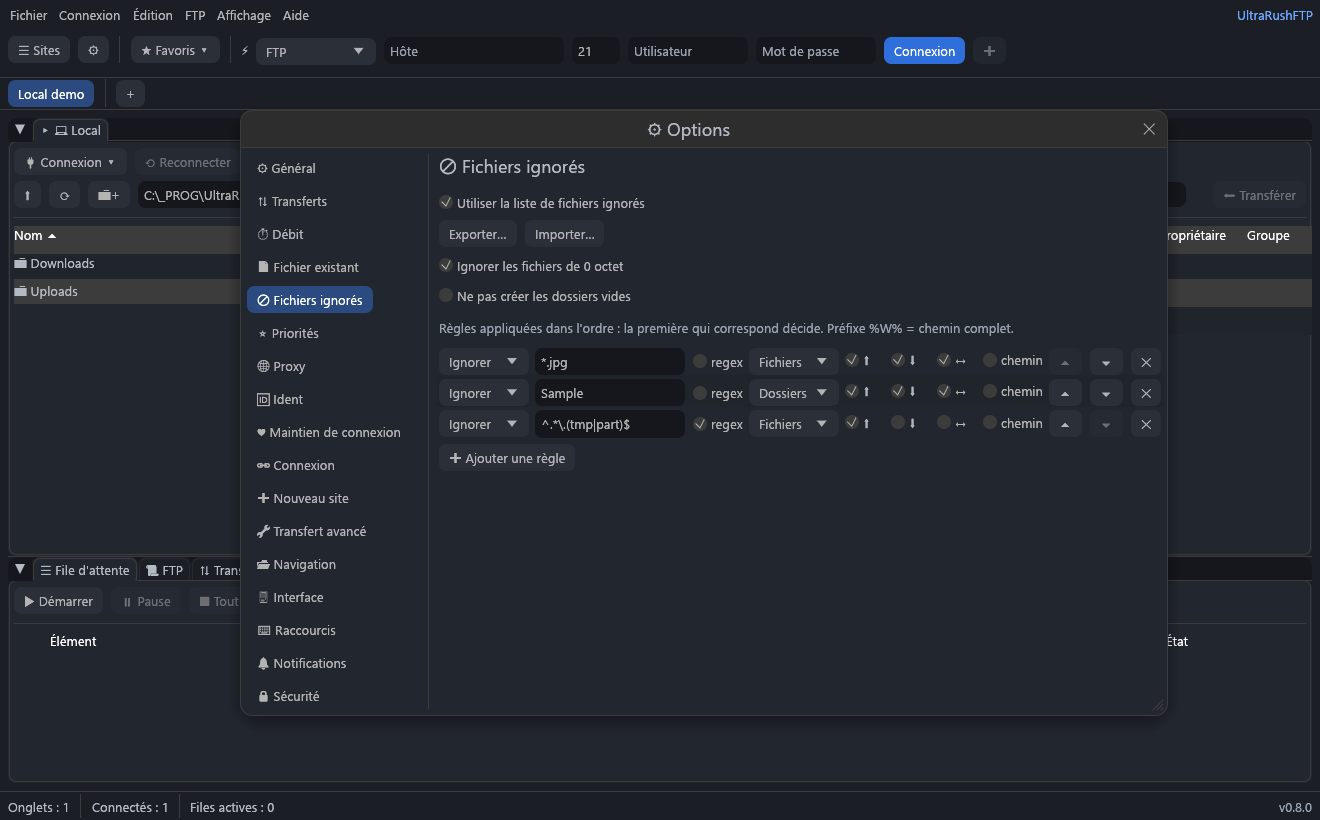 Fichier Connexion Édition FTP Affichage Aide UltraRushFTP
Sites Favoris FTP Hôte 21 Utilisateur Mot de passe Connexion +
Local demo +
Local
Options
Connexion Reconnecter
C:\_PROG\UltraR
Transférer
Nom ropriétaire Groupe
Downloads
Uploads
Général
Transferts
Débit
Fichier existant
Fichiers ignorés
Priorités
Proxy
Ident
Maintien de connexion
Connexion
Nouveau site
Transfert avancé
Navigation
Interface
Raccourcis
Notifications
Sécurité
Fichiers ignorés
Utiliser la liste de fichiers ignorés
Exporter... Importer...
Ignorer les fichiers de 0 octet
Ne pas créer les dossiers vides
Règles appliquées dans l'ordre : la première qui correspond décide. Préfixe %W% = chemin complet.
Ignorer *.jpg regex Fichiers chemin
Ignorer Sample regex Dossiers chemin
Ignorer ^.*\.(tmp|part)$ regex Fichiers chemin
+ Ajouter une règle
File d'attente FTP Trans
Démarrer Pause Tout
Élément État
Onglets : 1 Connectés : 1 Files actives : 0 v0.8.0